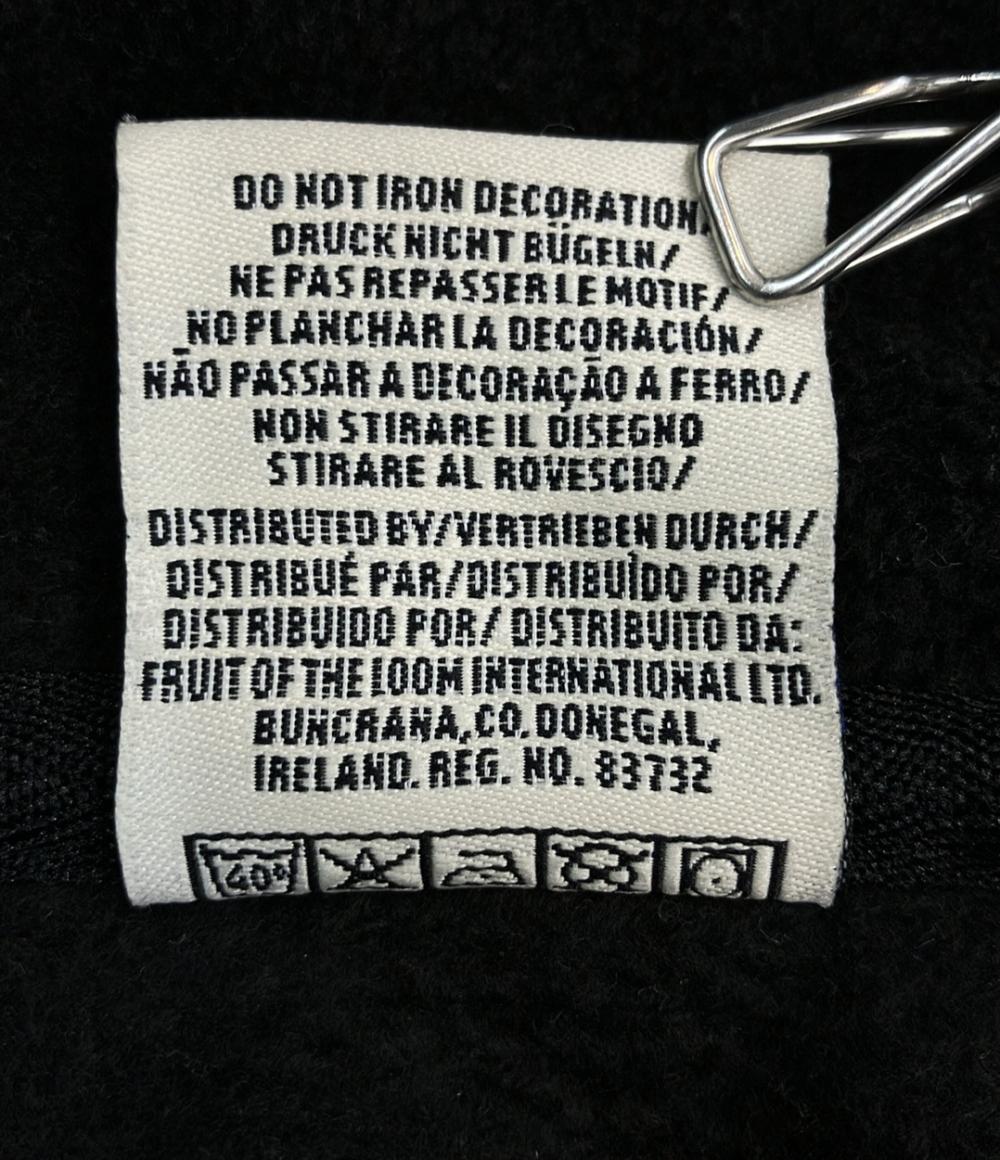 DO NOT IRON DECORATION/
DRUCK NICHT BÜGELN/
NE PAS REPASSER LE MOTIF/
NO PLANCHAR LA DECORACIÓN/
NÃO PASSAR A DECORAÇÃO A FERRO/
NON STIRARE IL DISEGNO
STIRARE AL ROVESCIO/
DISTRIBUTED BY/VERTRIEBEN DURCH/
DISTRIBUÉ PAR/DISTRIBUÌDO POR/
DISTRIBUIDO POR/ DISTRIBUITO DA:
FRUIT OF THE LOOM INTERNATIONAL LTD.
BUNCRANA, CO. DONEGAL,
IRELAND. REG. NO. 83732
40°